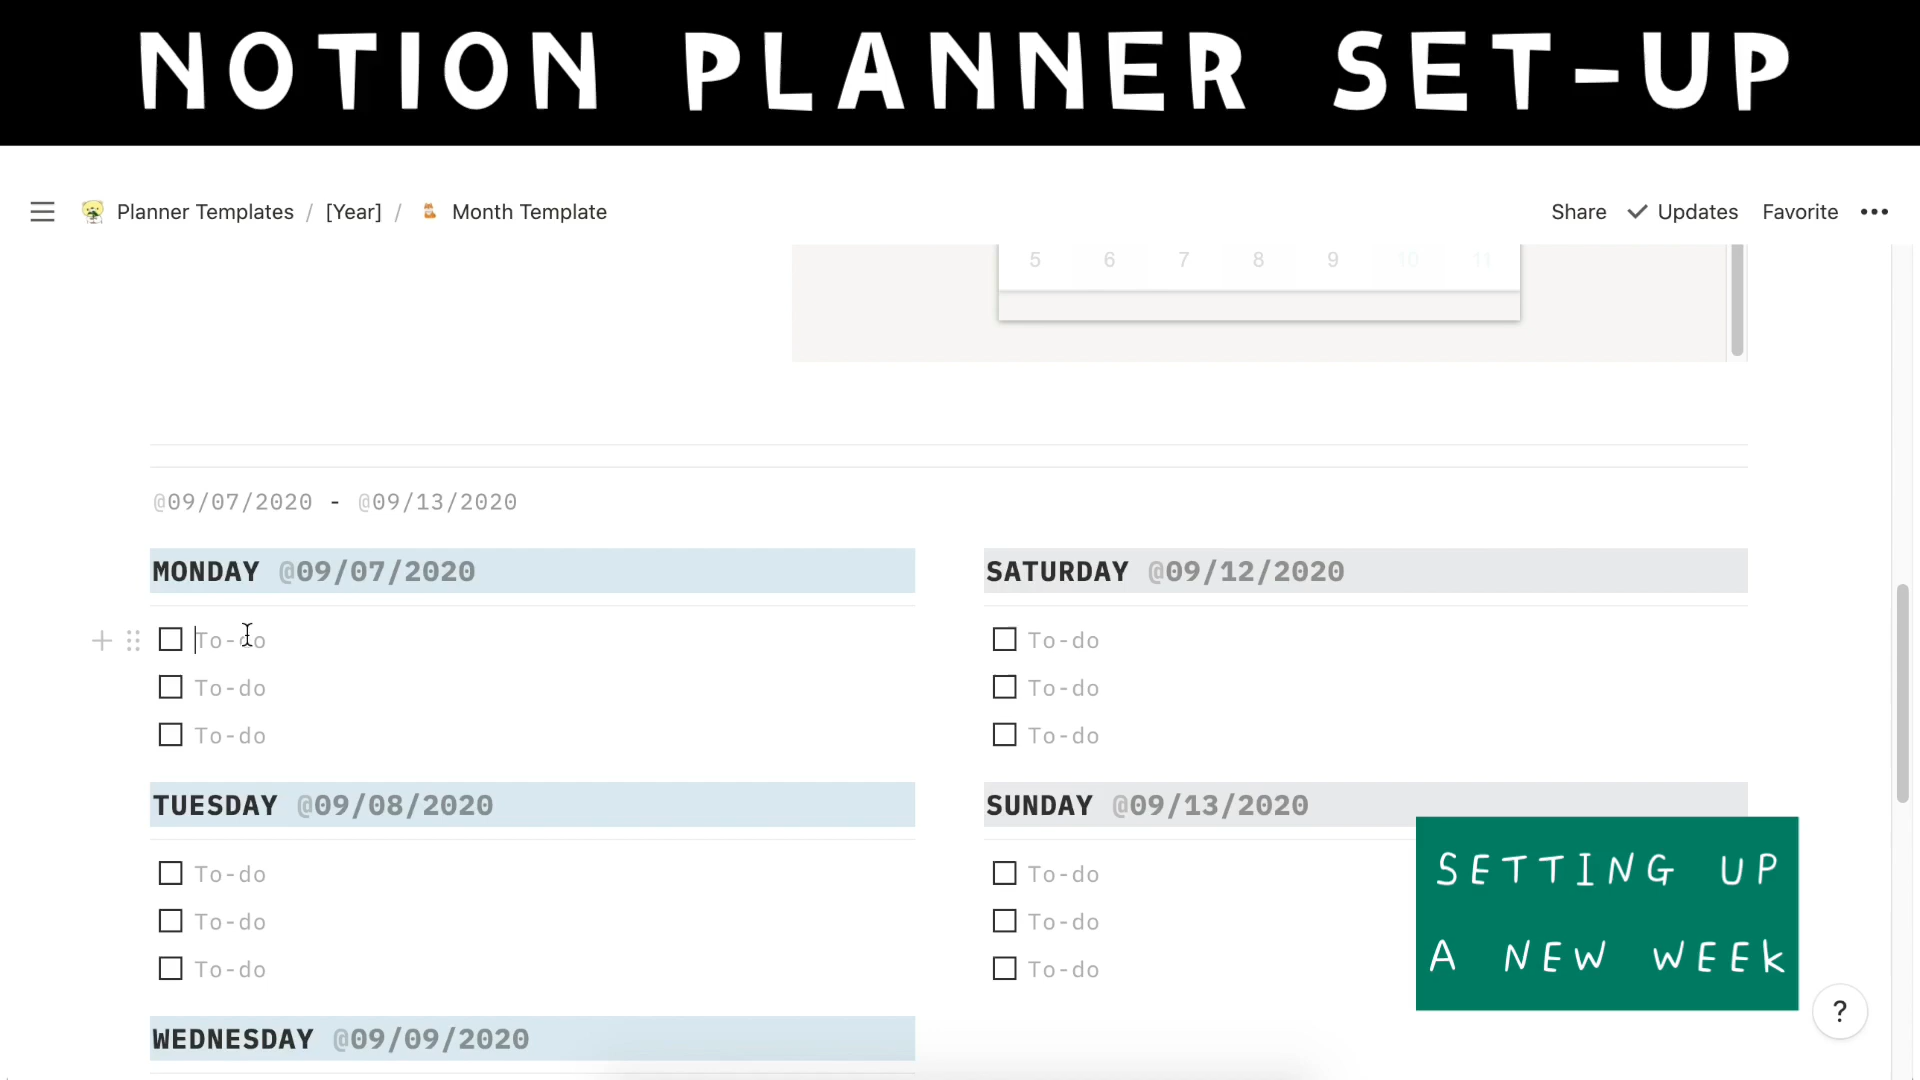 NOTION PLANNER SET-UP
Planner Templates / [Year] / Month Template
Share Updates Favorite
5 6 7 8 9 10 11
@09/07/2020 - @09/13/2020
MONDAY @09/07/2020
To-do
To-do
To-do
TUESDAY @09/08/2020
To-do
To-do
To-do
WEDNESDAY @09/09/2020
SATURDAY @09/12/2020
To-do
To-do
To-do
SUNDAY @09/13/2020
To-do
To-do
To-do
SETTING UP
A NEW WEEK
?